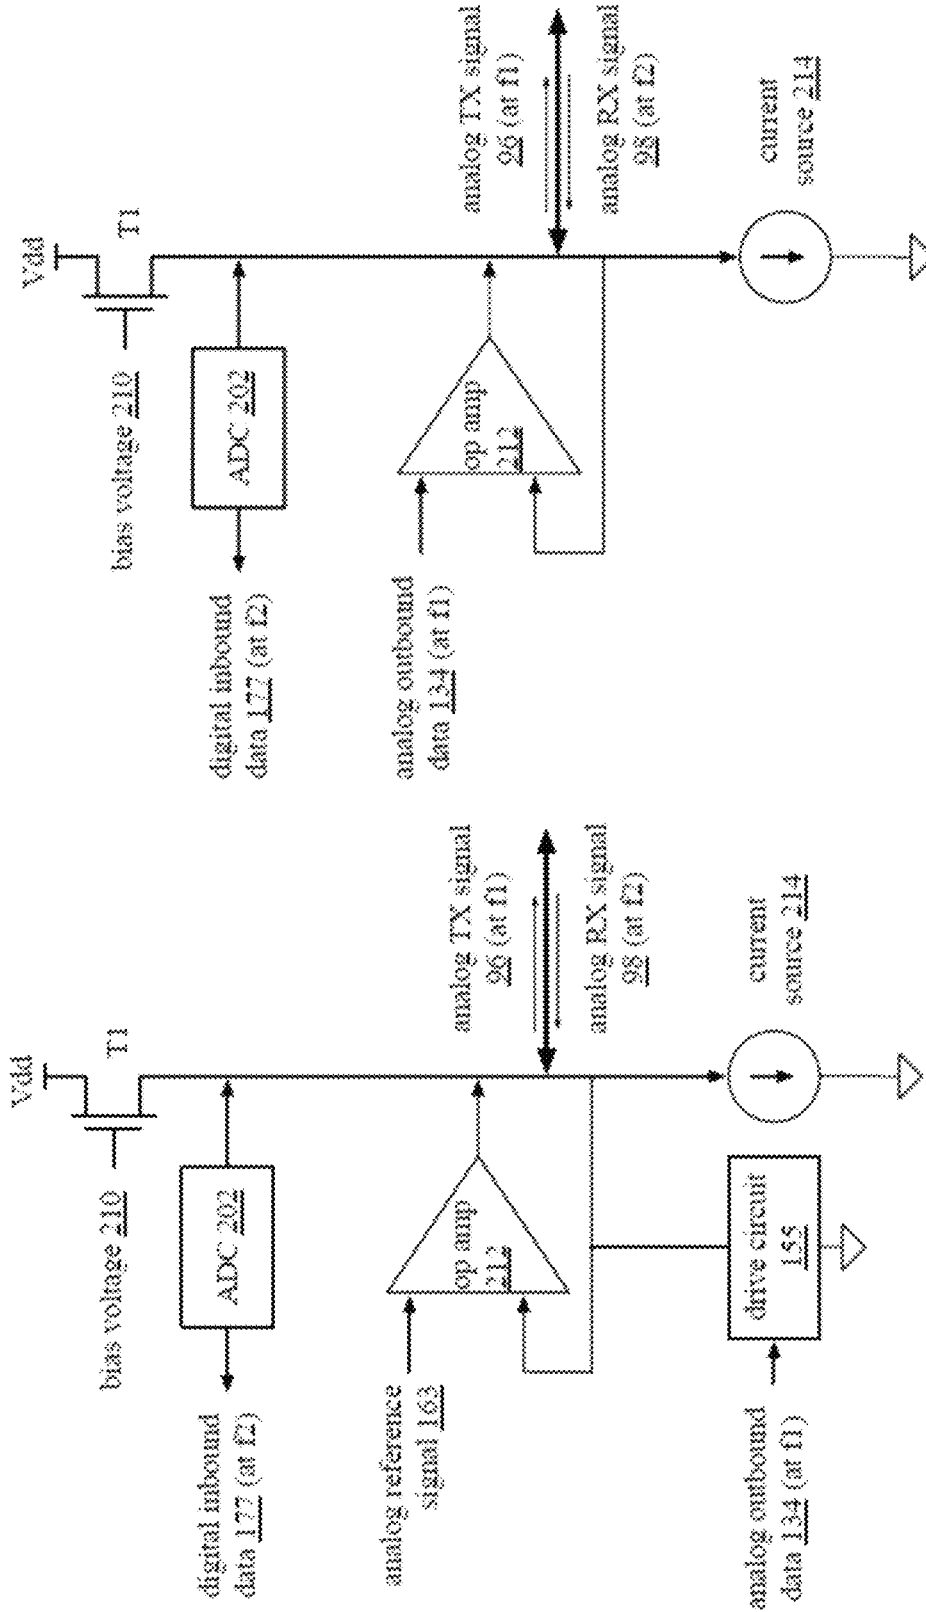 Vdd
T1
bias voltage 210
ADC 202
digital inbound
data 177 (at f2)
analog reference
signal 163
op amp
212
analog TX signal
96 (at f1)
analog RX signal
98 (at f2)
current
source 214
drive circuit
155
analog outbound
data 134 (at f1)
Vdd
T1
bias voltage 210
ADC 202
digital inbound
data 177 (at f2)
analog outbound
data 134 (at f1)
op amp
212
analog TX signal
96 (at f1)
analog RX signal
98 (at f2)
current
source 214